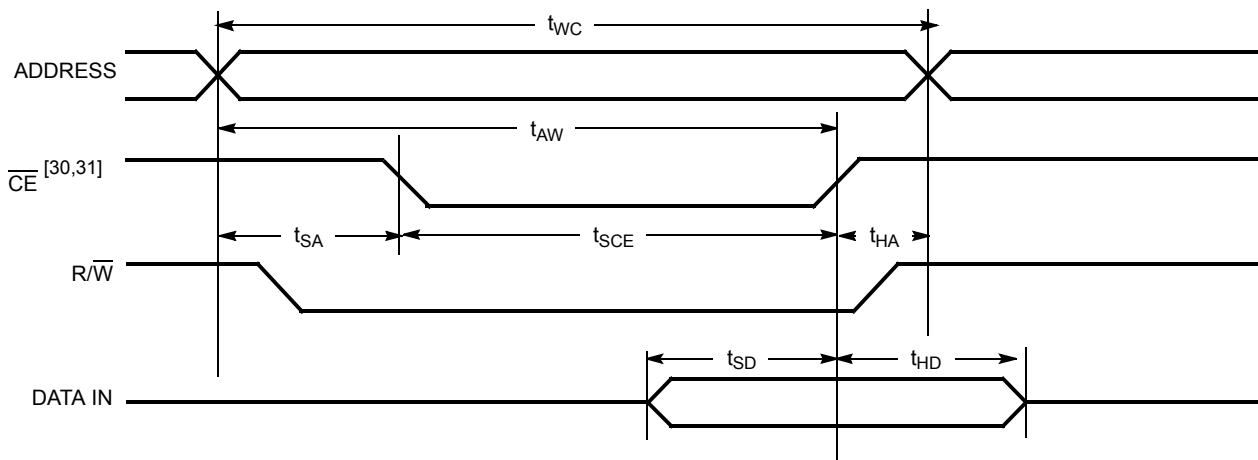 tWC
ADDRESS
tAW
CE [30,31]
tSA
tSCE
tHA
R/W
tSD
tHD
DATA IN